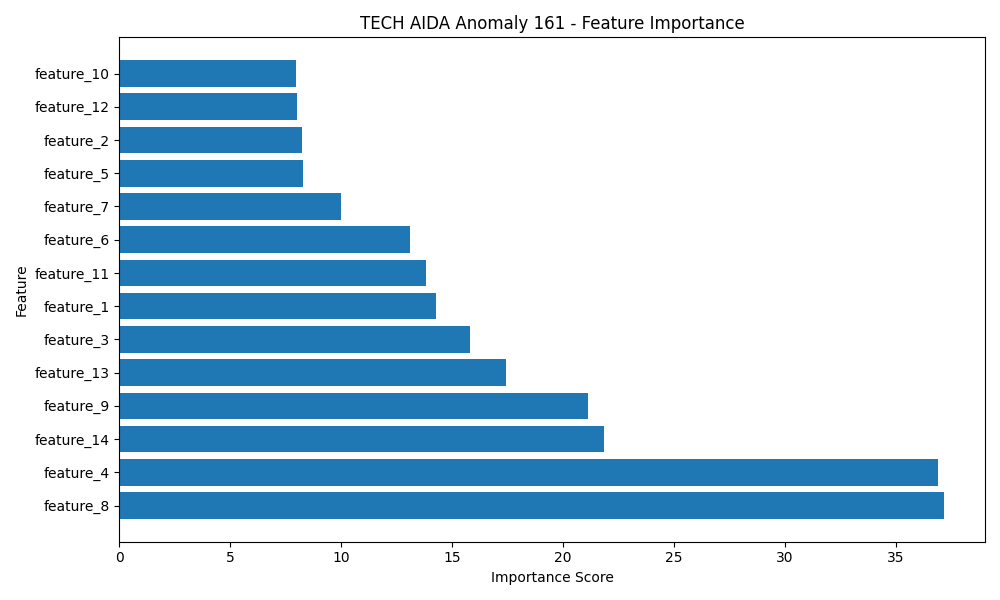 TECH AIDA Anomaly 161 - Feature Importance
Feature
feature_10
feature_12
feature_2
feature_5
feature_7
feature_6
feature_11
feature_1
feature_3
feature_13
feature_9
feature_14
feature_4
feature_8
0 5 10 15 20 25 30 35
Importance Score